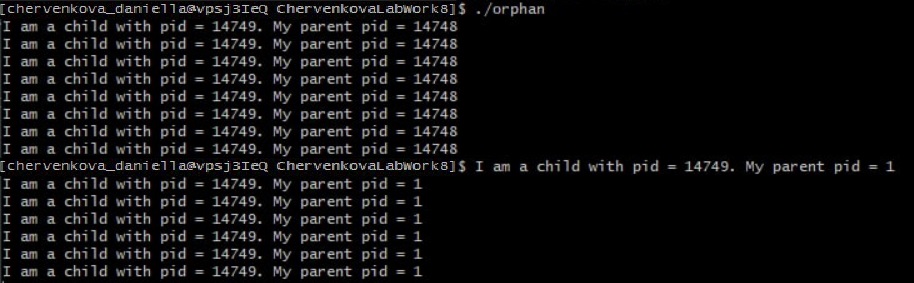 [chervenkova_daniella@vpsj3IeQ ChervenkovaLabWork8]$ ./orphan
I am a child with pid = 14749. My parent pid = 14748
I am a child with pid = 14749. My parent pid = 14748
I am a child with pid = 14749. My parent pid = 14748
I am a child with pid = 14749. My parent pid = 14748
I am a child with pid = 14749. My parent pid = 14748
I am a child with pid = 14749. My parent pid = 14748
I am a child with pid = 14749. My parent pid = 14748
I am a child with pid = 14749. My parent pid = 14748
[chervenkova_daniella@vpsj3IeQ ChervenkovaLabWork8]$ I am a child with pid = 14749. My parent pid = 1
I am a child with pid = 14749. My parent pid = 1
I am a child with pid = 14749. My parent pid = 1
I am a child with pid = 14749. My parent pid = 1
I am a child with pid = 14749. My parent pid = 1
I am a child with pid = 14749. My parent pid = 1
I am a child with pid = 14749. My parent pid = 1